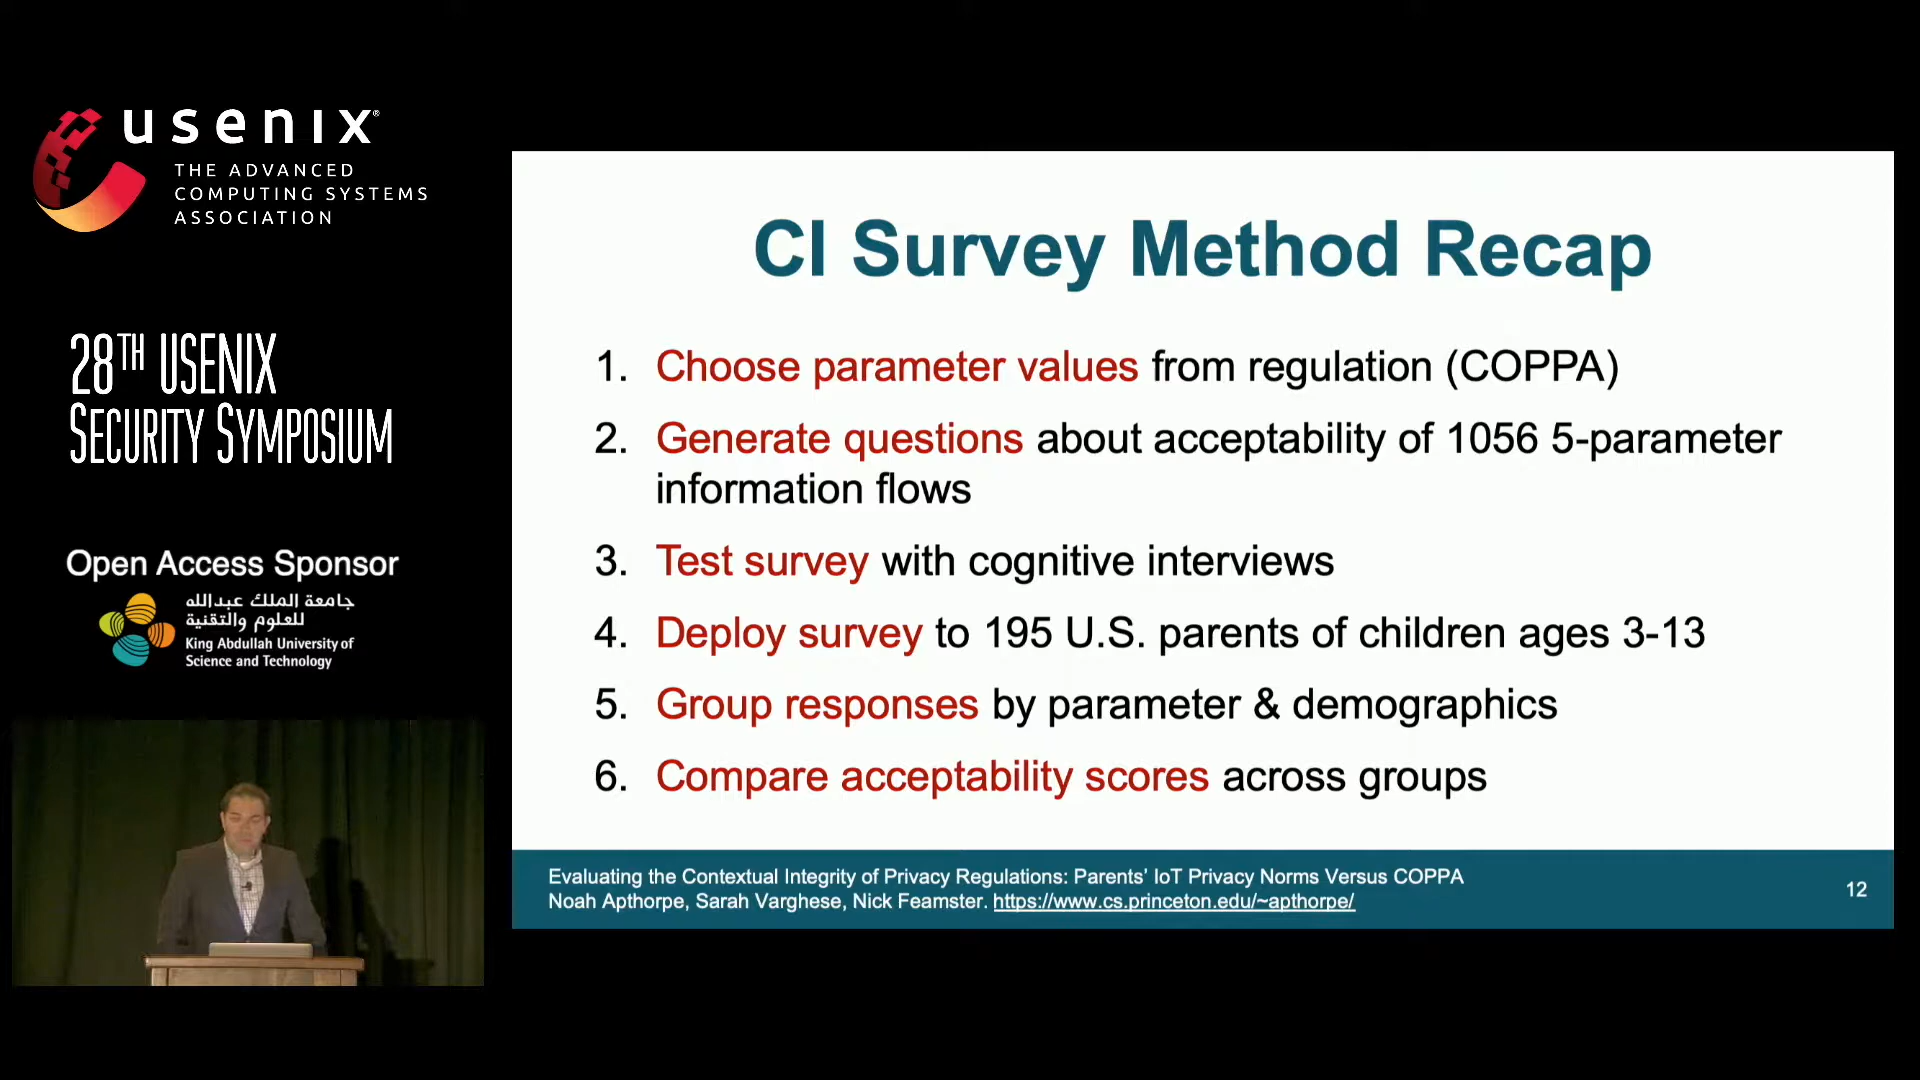 usenix®
THE ADVANCED
COMPUTING SYSTEMS
ASSOCIATION
28TH USENIX
SECURITY SYMPOSIUM
Open Access Sponsor
جامعة الملك عبدالله
للعلوم والتقنية
King Abdullah University of
Science and Technology
CI Survey Method Recap
1. Choose parameter values from regulation (COPPA)
2. Generate questions about acceptability of 1056 5-parameter
information flows
3. Test survey with cognitive interviews
4. Deploy survey to 195 U.S. parents of children ages 3-13
5. Group responses by parameter & demographics
6. Compare acceptability scores across groups
Evaluating the Contextual Integrity of Privacy Regulations: Parents' IoT Privacy Norms Versus COPPA
Noah Apthorpe, Sarah Varghese, Nick Feamster. https://www.cs.princeton.edu/~apthorpe/
12